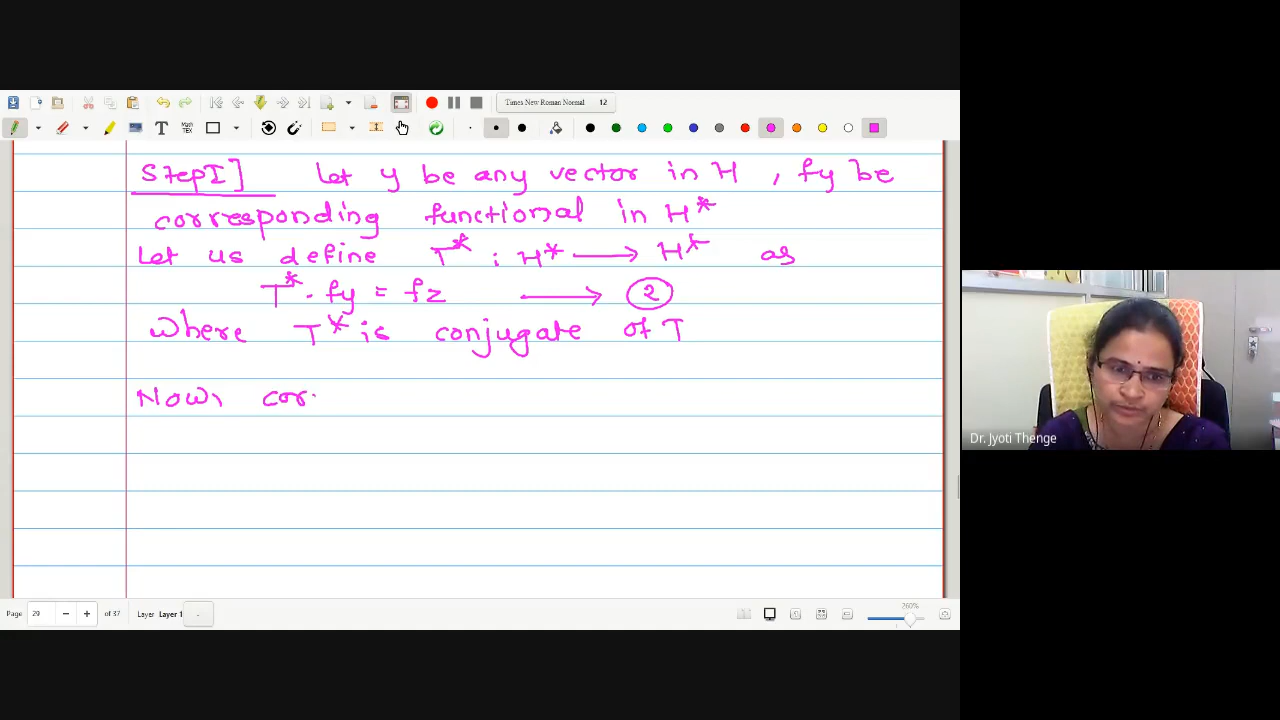 Times New Roman Normal 12
Step I] Let y be any vector in H , fy be
corresponding functional in H*
Let us define T* : H* → H* as
T* . fy = fz → 2
where T* is conjugate of T
Now, cor
Dr. Jyoti Thenge
Page 29 of 37 Layer Layer 1
260%